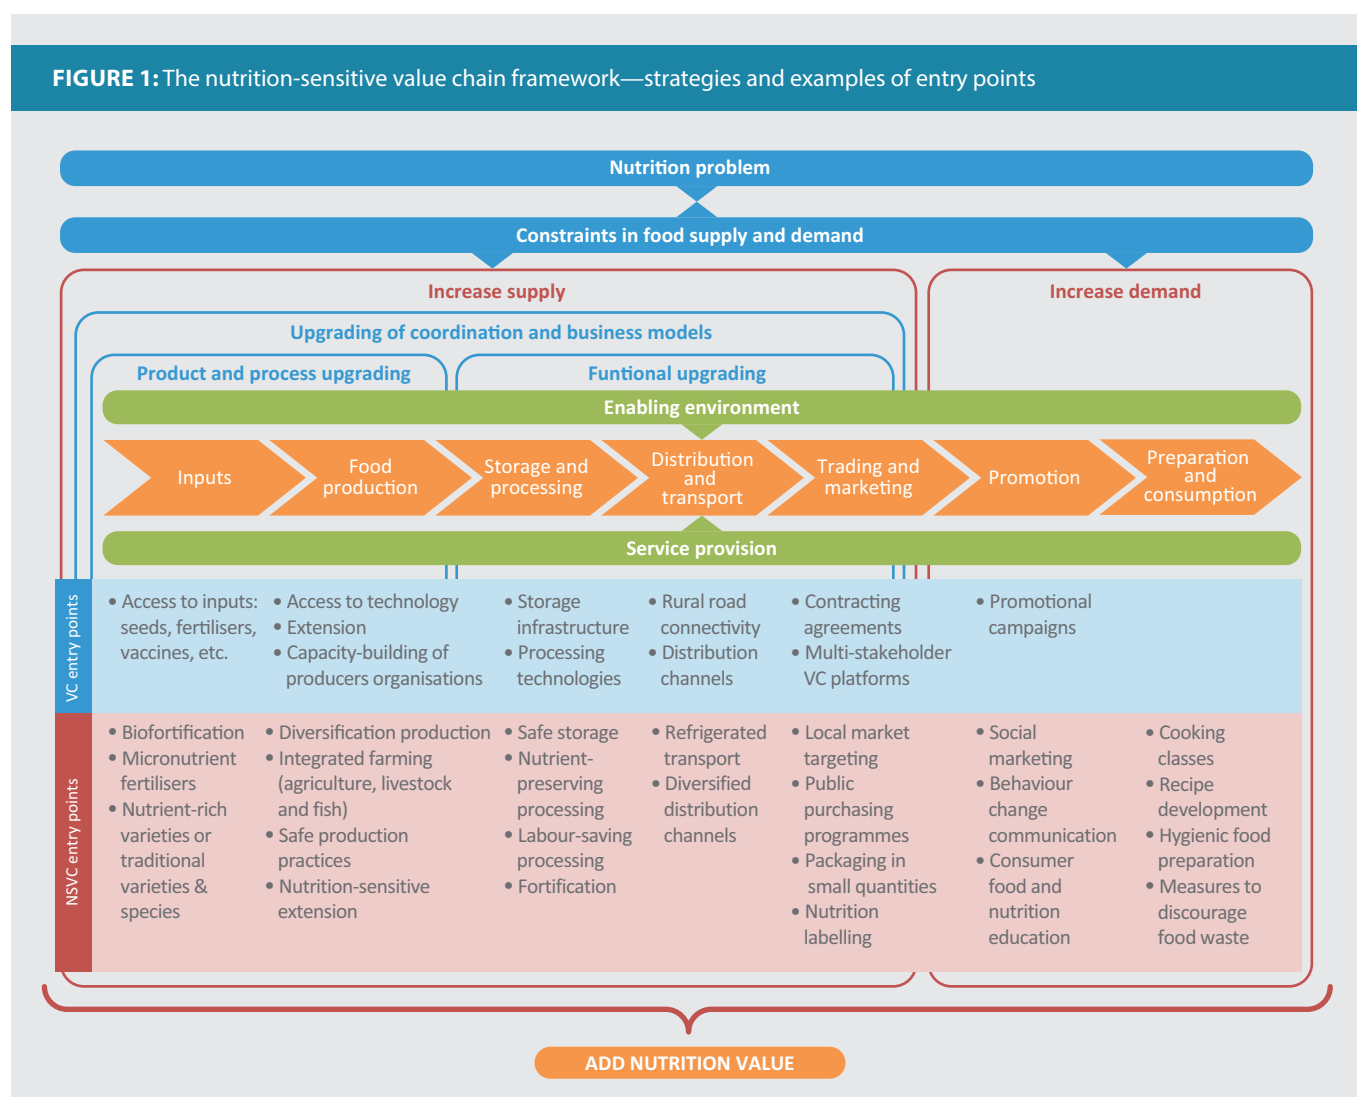 FIGURE 1: The nutrition-sensitive value chain framework—strategies and examples of entry points
Nutrition problem
Constraints in food supply and demand
Increase supply
Increase demand
Upgrading of coordination and business models
Product and process upgrading
Funtional upgrading
Enabling environment
Inputs
Food
production
Storage and
processing
Distribution
and
transport
Trading and
marketing
Promotion
Preparation
and
consumption
Service provision
VC entry points
• Access to inputs:
seeds, fertilisers,
vaccines, etc.
• Access to technology
• Extension
• Capacity-building of
producers organisations
• Storage
infrastructure
• Processing
technologies
• Rural road
connectivity
• Distribution
channels
• Contracting
agreements
• Multi-stakeholder
VC platforms
• Promotional
campaigns
NSVC entry points
• Biofortification
• Micronutrient
fertilisers
• Nutrient-rich
varieties or
traditional
varieties &
species
• Diversification production
• Integrated farming
(agriculture, livestock
and fish)
• Safe production
practices
• Nutrition-sensitive
extension
• Safe storage
• Nutrient-
preserving
processing
• Labour-saving
processing
• Fortification
• Refrigerated
transport
• Diversified
distribution
channels
• Local market
targeting
• Public
purchasing
programmes
• Packaging in
small quantities
• Nutrition
labelling
• Social
marketing
• Behaviour
change
communication
• Consumer
food and
nutrition
education
• Cooking
classes
• Recipe
development
• Hygienic food
preparation
• Measures to
discourage
food waste
ADD NUTRITION VALUE